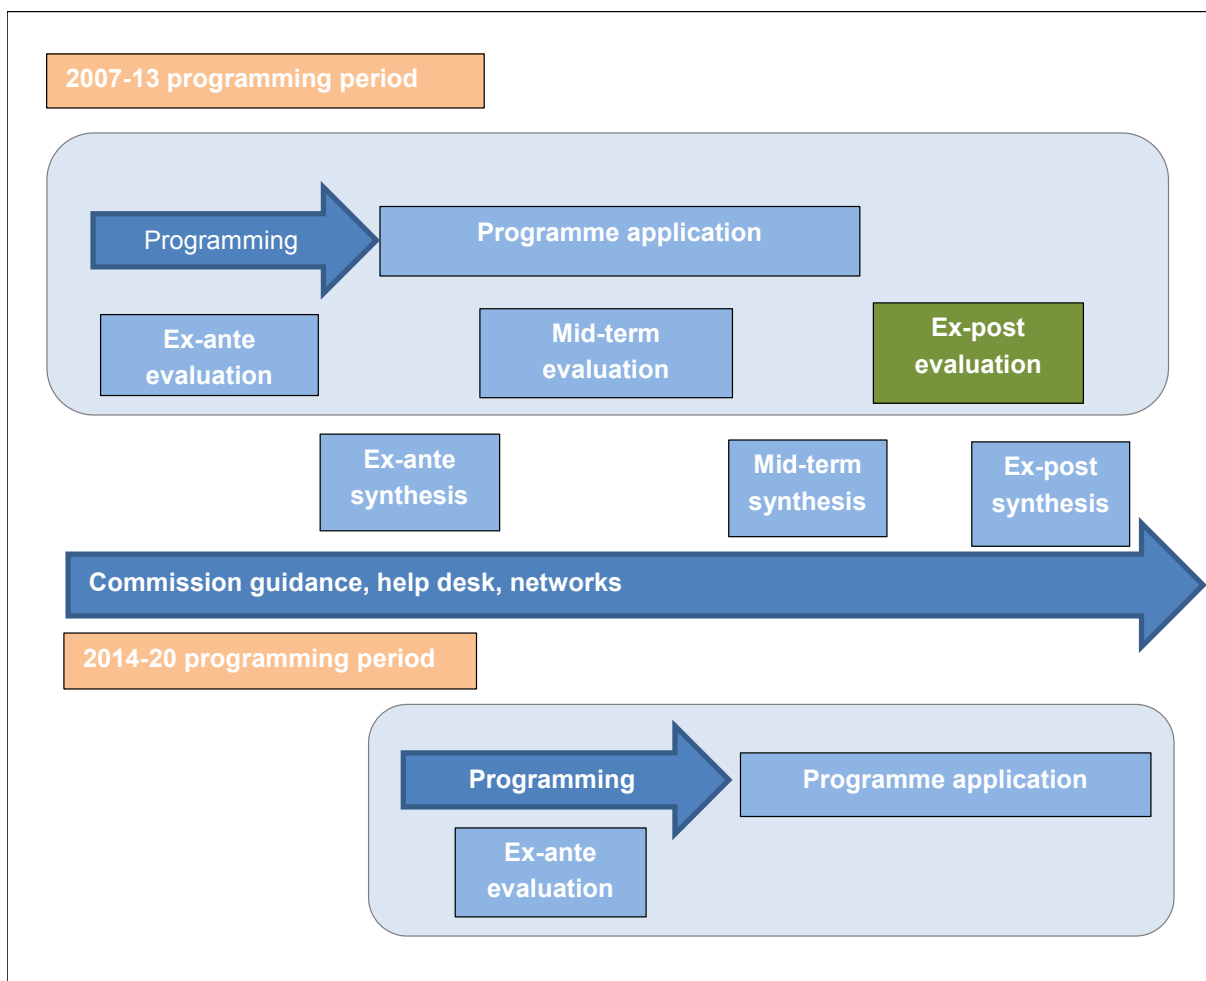 2007-13 programming period
Programming
Programme application
Ex-ante
evaluation
Mid-term
evaluation
Ex-post
evaluation
Ex-ante
synthesis
Mid-term
synthesis
Ex-post
synthesis
Commission guidance, help desk, networks
2014-20 programming period
Programming
Programme application
Ex-ante
evaluation